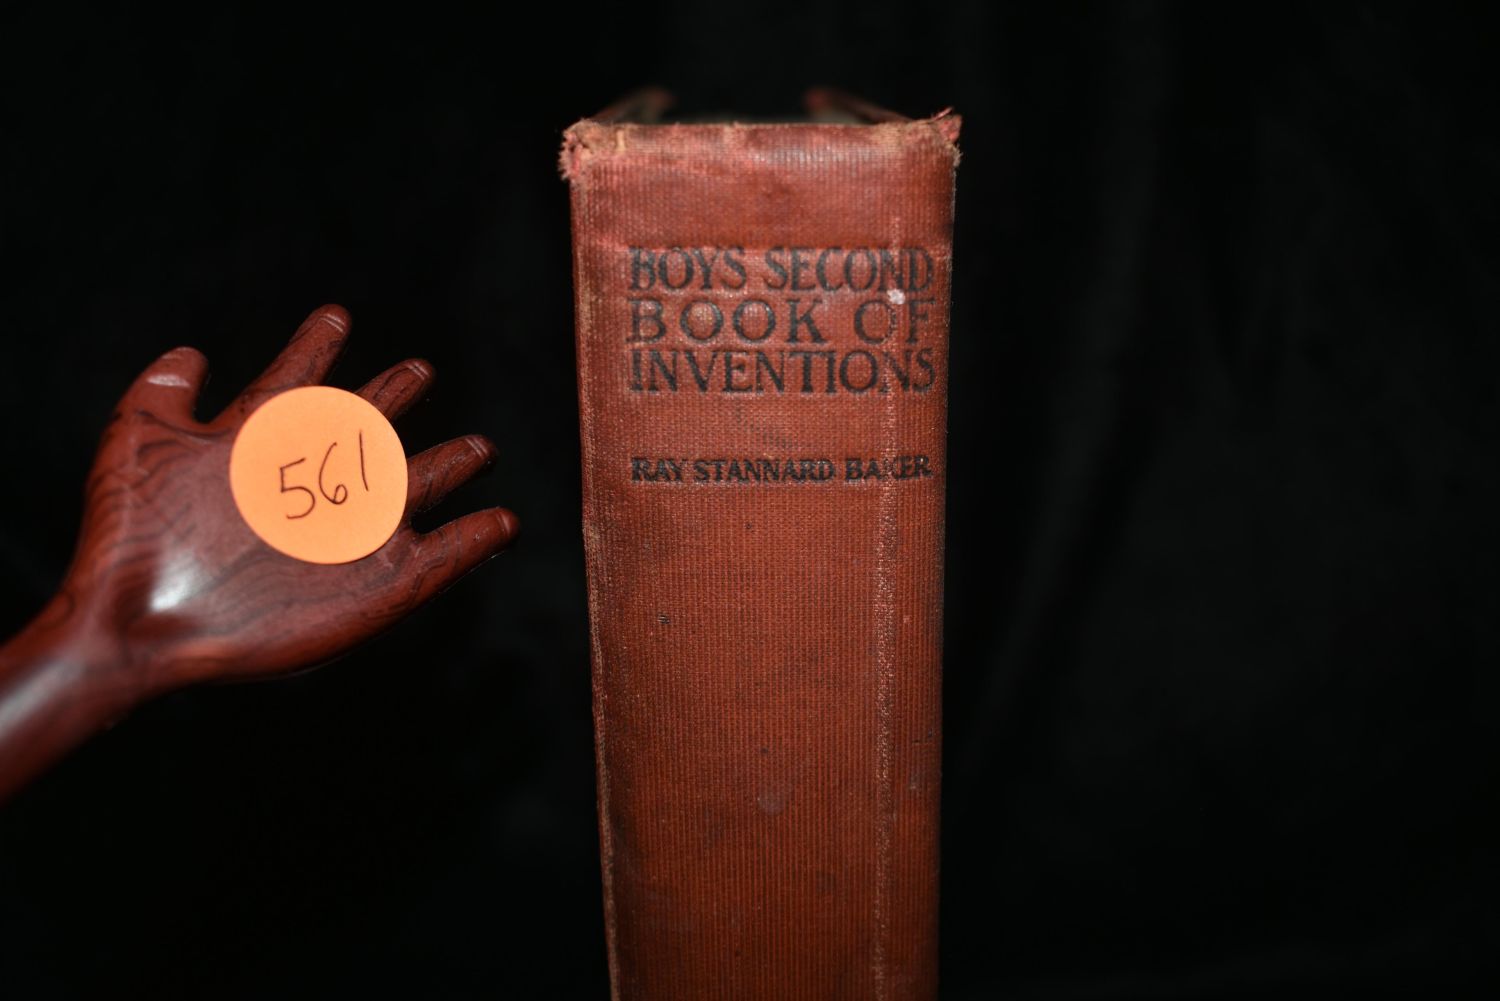 561
BOYS SECOND
BOOK OF
INVENTIONS
RAY STANNARD BAKER